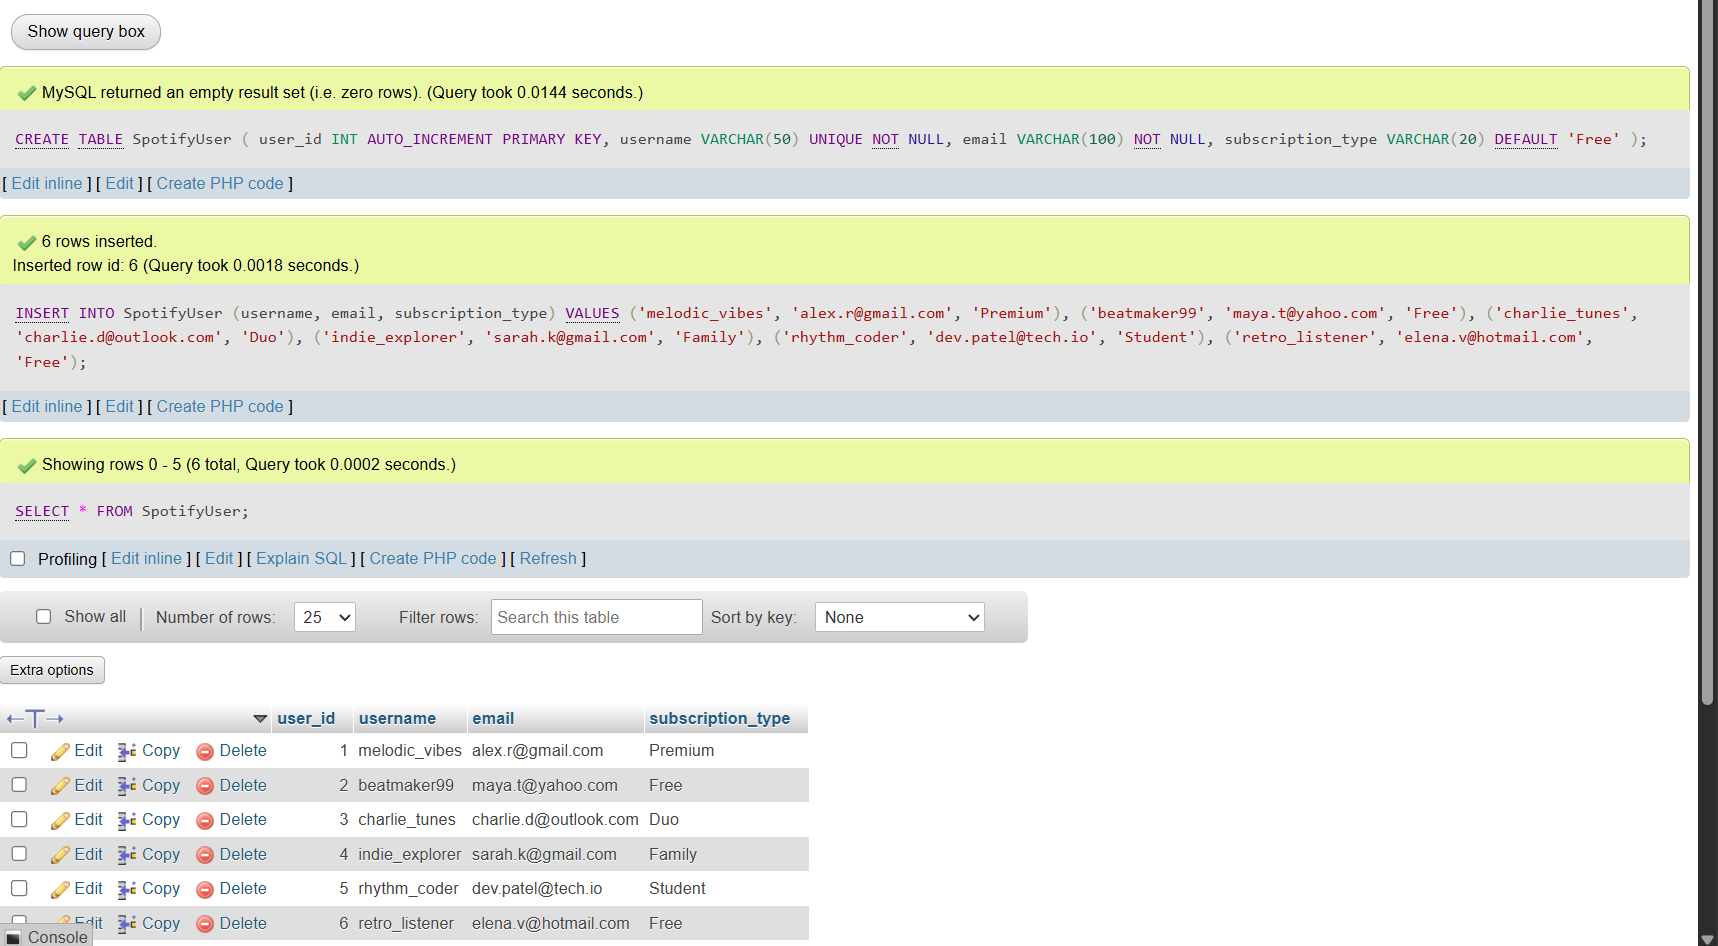 Show query box
MySQL returned an empty result set (i.e. zero rows). (Query took 0.0144 seconds.)
CREATE TABLE SpotifyUser ( user_id INT AUTO_INCREMENT PRIMARY KEY, username VARCHAR(50) UNIQUE NOT NULL, email VARCHAR(100) NOT NULL, subscription_type VARCHAR(20) DEFAULT 'Free' );
[ Edit inline ] [ Edit ] [ Create PHP code ]
6 rows inserted.
Inserted row id: 6 (Query took 0.0018 seconds.)
INSERT INTO SpotifyUser (username, email, subscription_type) VALUES ('melodic_vibes', 'alex.r@gmail.com', 'Premium'), ('beatmaker99', 'maya.t@yahoo.com', 'Free'), ('charlie_tunes',
'charlie.d@outlook.com', 'Duo'), ('indie_explorer', 'sarah.k@gmail.com', 'Family'), ('rhythm_coder', 'dev.patel@tech.io', 'Student'), ('retro_listener', 'elena.v@hotmail.com',
'Free');
[ Edit inline ] [ Edit ] [ Create PHP code ]
Showing rows 0 - 5 (6 total, Query took 0.0002 seconds.)
SELECT * FROM SpotifyUser;
Profiling [ Edit inline ] [ Edit ] [ Explain SQL ] [ Create PHP code ] [ Refresh ]
Show all | Number of rows: 25 Filter rows: Search this table Sort by key: None
Extra options
←T→ user_id username email subscription_type
Edit Copy Delete 1 melodic_vibes alex.r@gmail.com Premium
Edit Copy Delete 2 beatmaker99 maya.t@yahoo.com Free
Edit Copy Delete 3 charlie_tunes charlie.d@outlook.com Duo
Edit Copy Delete 4 indie_explorer sarah.k@gmail.com Family
Edit Copy Delete 5 rhythm_coder dev.patel@tech.io Student
Edit Copy Delete 6 retro_listener elena.v@hotmail.com Free
Console